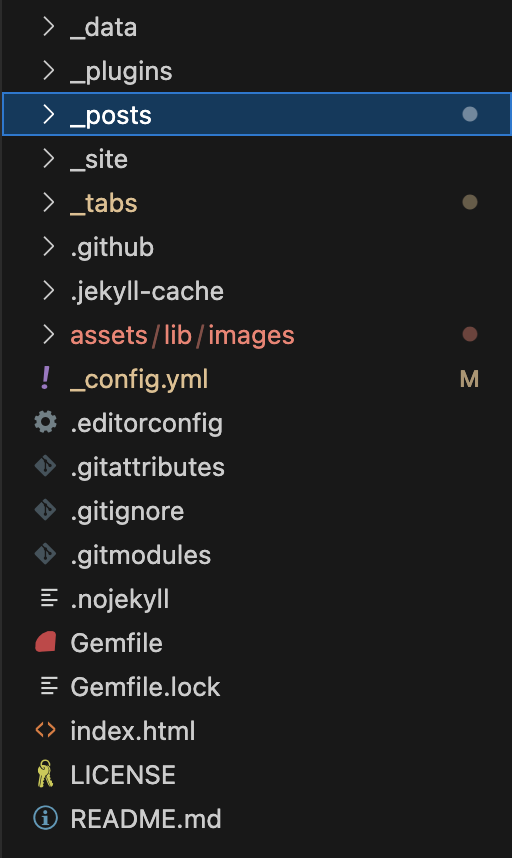 _data
_plugins
_posts
_site
_tabs
.github
.jekyll-cache
assets/lib/images
! _config.yml M
.editorconfig
.gitattributes
.gitignore
.gitmodules
.nojekyll
Gemfile
Gemfile.lock
index.html
LICENSE
README.md